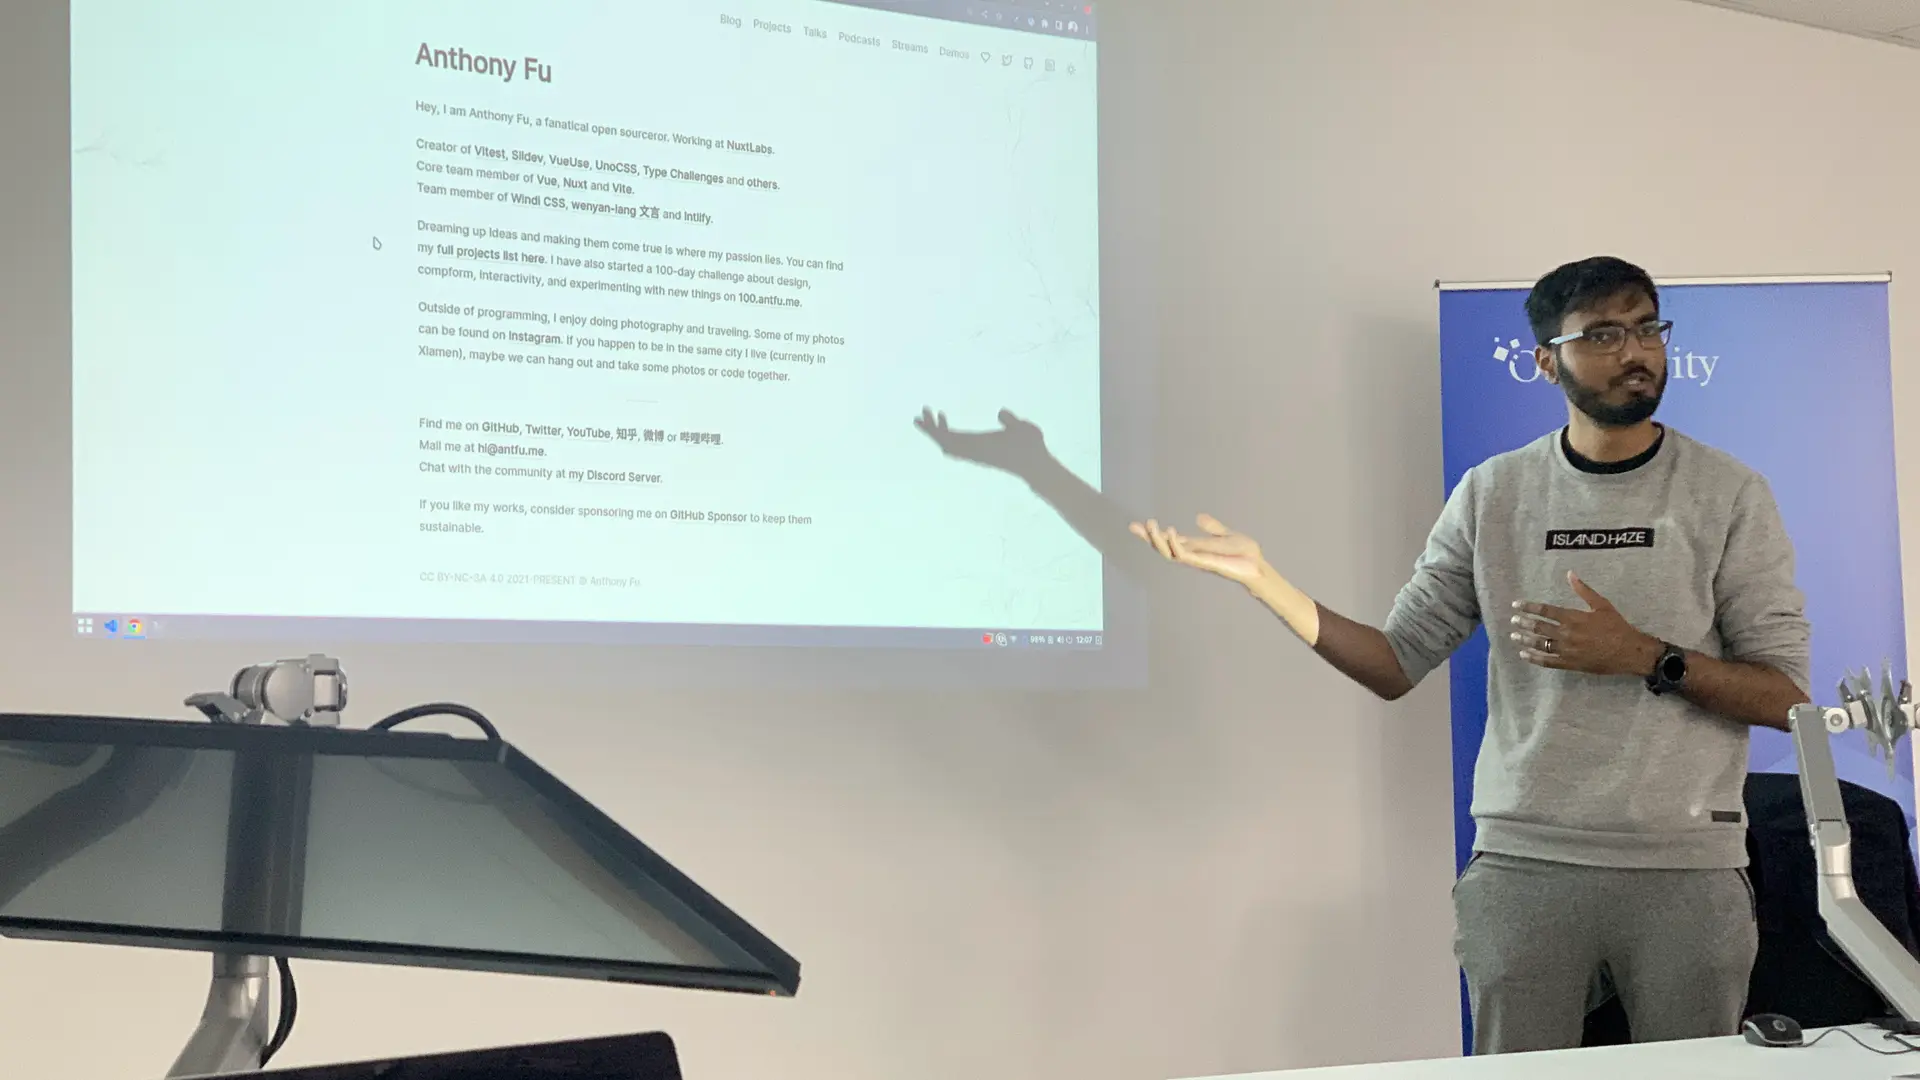 Blog Projects Talks Podcasts Streams Demos
Anthony Fu
Hey, I am Anthony Fu, a fanatical open sourceror. Working at NuxtLabs.
Creator of Vitest, Slidev, VueUse, UnoCSS, Type Challenges and others.
Core team member of Vue, Nuxt and Vite.
Team member of Windi CSS, wenyan-lang 文言 and Intlify.
Dreaming up Ideas and making them come true is where my passion lies. You can find
my full projects list here. I have also started a 100-day challenge about design,
compform, Interactivity, and experimenting with new things on 100.antfu.me.
Outside of programming, I enjoy doing photography and traveling. Some of my photos
can be found on Instagram. If you happen to be in the same city I live (currently in
Xiamen), maybe we can hang out and take some photos or code together.
Find me on GitHub, Twitter, YouTube, 知乎, 微博 or 哔哩哔哩.
Mail me at hi@antfu.me.
Chat with the community at my Discord Server.
If you like my works, consider sponsoring me on GitHub Sponsor to keep them
sustainable.
CC BY-NC-SA 4.0 2021-PRESENT © Anthony Fu
98% 12:07
ISLAND HAZE